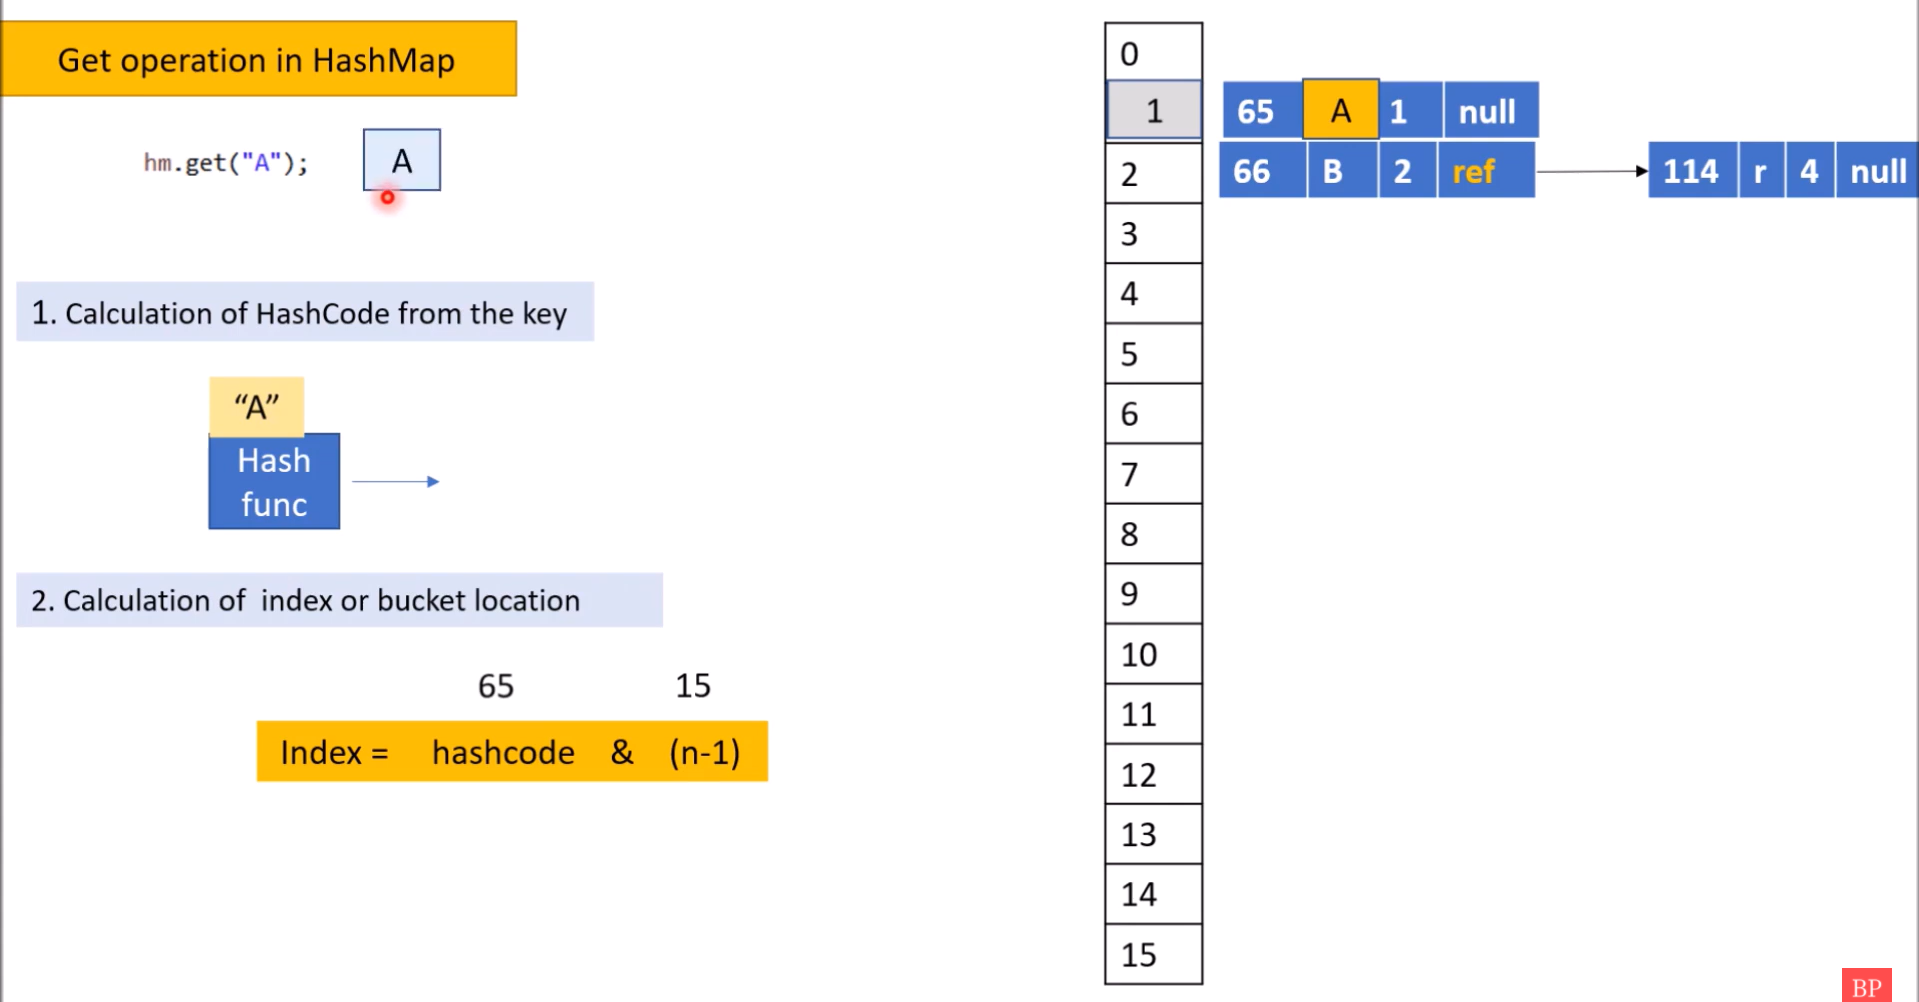 Get operation in HashMap
hm.get("A");
A
1. Calculation of HashCode from the key
“A”
Hash
func
2. Calculation of  index or bucket location
65 15
Index = hashcode & (n-1)
0
1
65 A 1 null
2
66 B 2 ref
114 r 4 null
3
4
5
6
7
8
9
10
11
12
13
14
15
BP